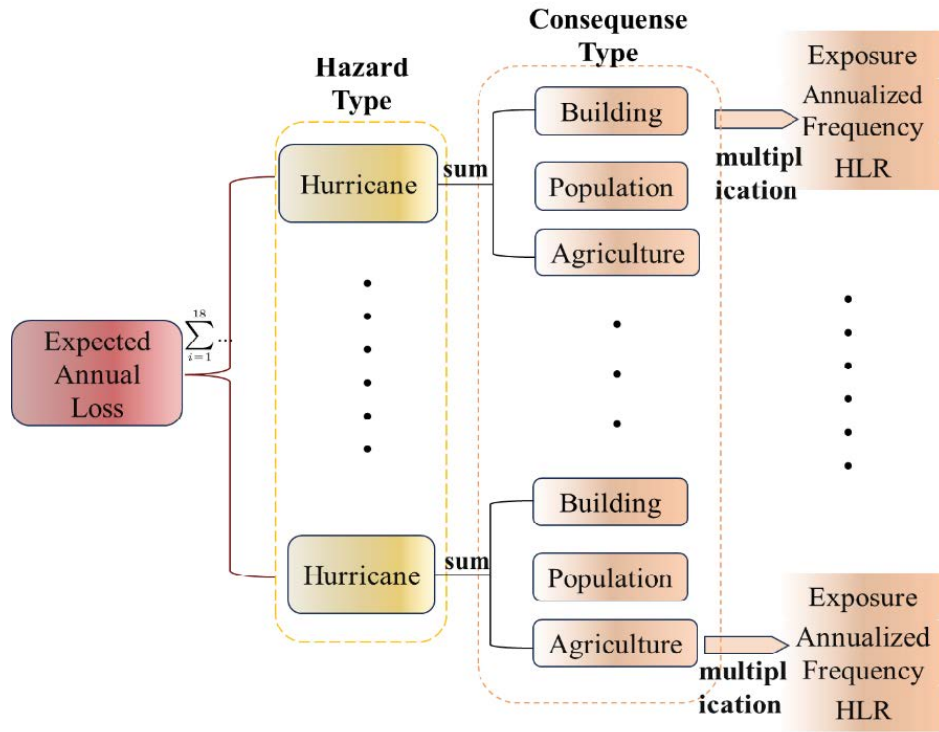 Consequense
Type
Hazard
Type
Exposure
Annualized
Frequency
HLR
Building
multipl
ication
sum
Hurricane
Population
Agriculture
18
∑ ...
i=1
Expected
Annual
Loss
Building
Hurricane
sum
Population
Agriculture
multipl
ication
Exposure
Annualized
Frequency
HLR